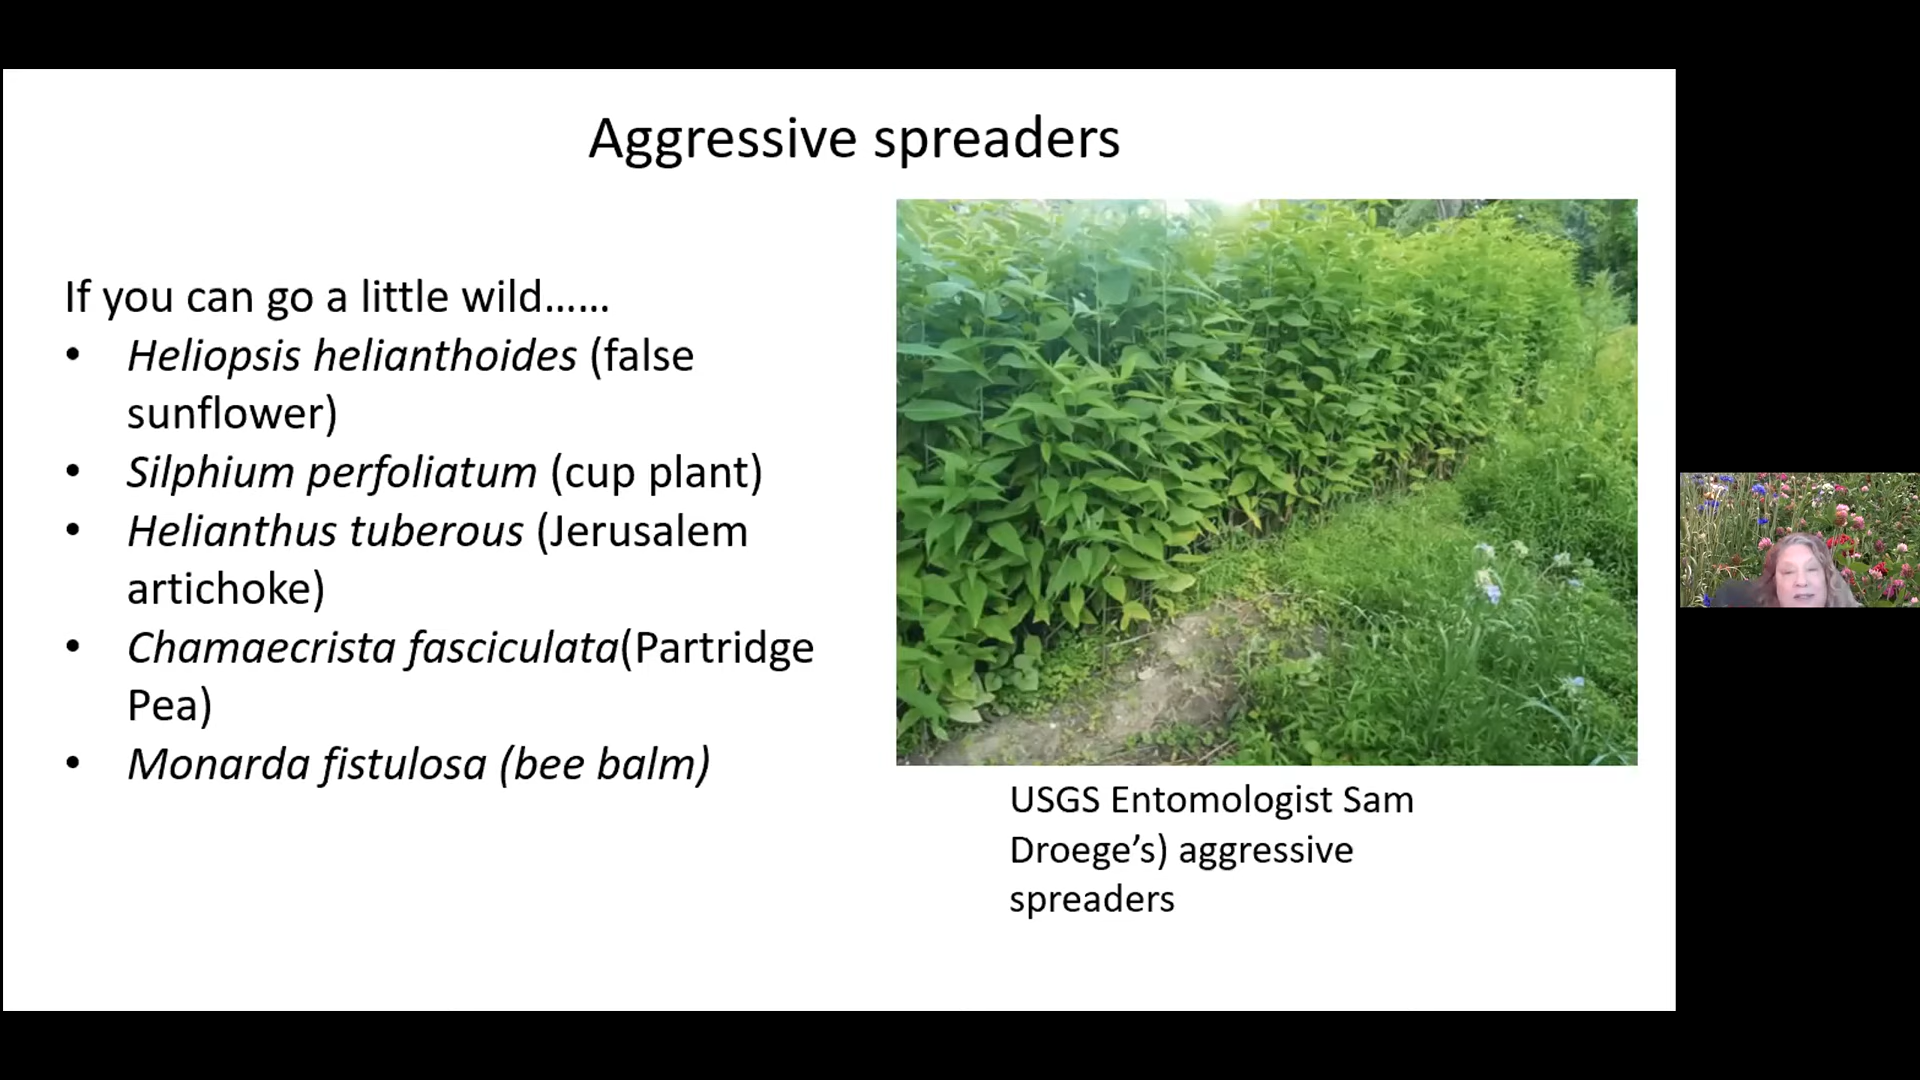 Aggressive spreaders
If you can go a little wild……
• Heliopsis helianthoides (false
sunflower)
• Silphium perfoliatum (cup plant)
• Helianthus tuberous (Jerusalem
artichoke)
• Chamaecrista fasciculata(Partridge
Pea)
• Monarda fistulosa (bee balm)
USGS Entomologist Sam
Droege’s) aggressive
spreaders